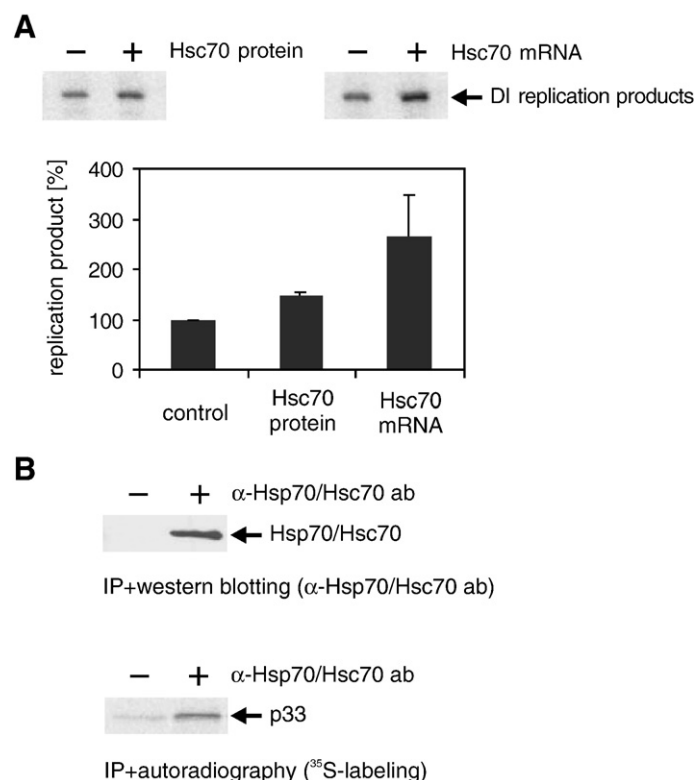 A
− + Hsc70 protein
− + Hsc70 mRNA
DI replication products
replication product [%]
400
300
200
100
0
control
Hsc70 protein
Hsc70 mRNA
B
− + α-Hsp70/Hsc70 ab
Hsp70/Hsc70
IP+western blotting (α-Hsp70/Hsc70 ab)
− + α-Hsp70/Hsc70 ab
p33
IP+autoradiography (³⁵S-labeling)